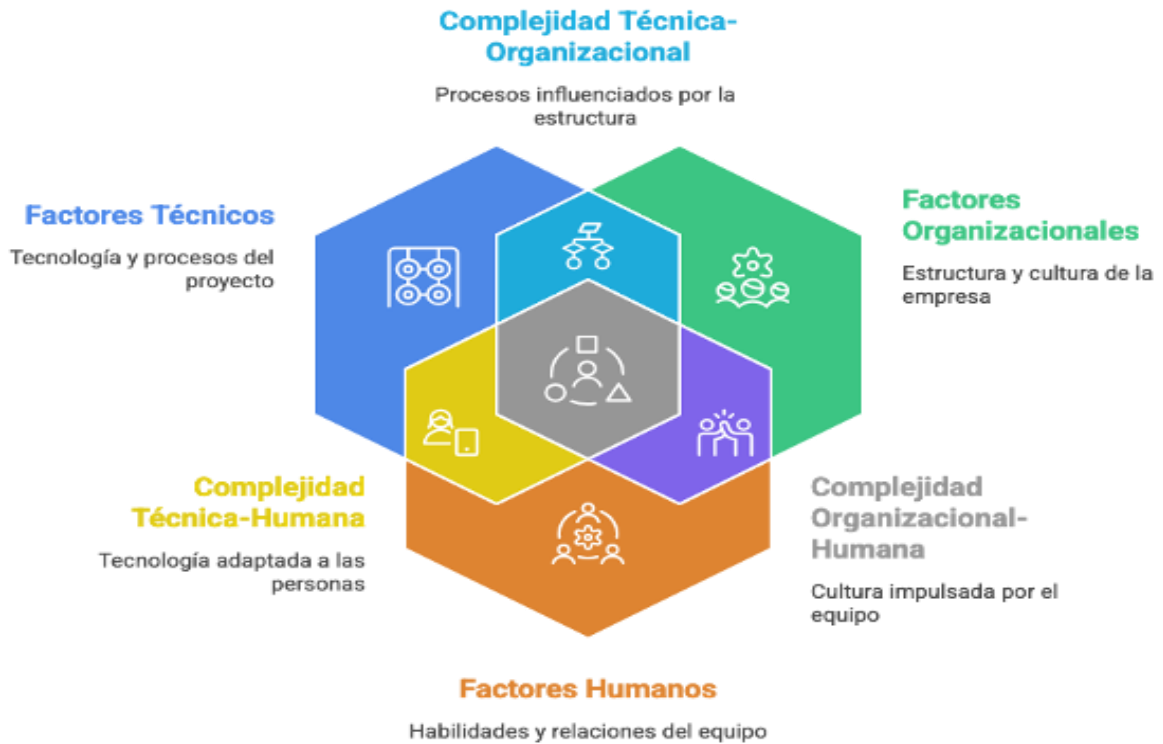 Complejidad Técnica-
Organizacional
Procesos influenciados por la
estructura
Factores Técnicos
Tecnología y procesos del
proyecto
Factores
Organizacionales
Estructura y cultura de la
empresa
Complejidad
Técnica-Humana
Tecnología adaptada a las
personas
Complejidad
Organizacional-
Humana
Cultura impulsada por el
equipo
Factores Humanos
Habilidades y relaciones del equipo